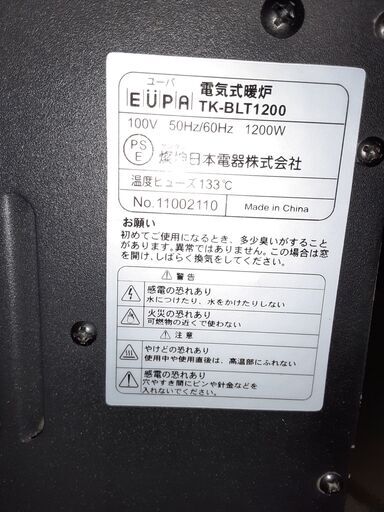 ユーパ
EUPA
電気式暖炉
TK-BLT1200
100V 50Hz/60Hz 1200W
PS
E
燦坤日本電器株式会社
温度ヒューズ133℃
No.11002110
Made in China
お願い
初めてご使用になるとき、多少臭いがすること
があります。異常ではありません。この場合は窓
を開け、しばらく換気をしてください。
警告
感電の恐れあり
水につけたり、水をかけたりしない
火災の恐れあり
可燃物の近くで使わない
注意
やけどの恐れあり
使用中や使用直後は、高温部にふれない
感電の恐れあり
穴やすき間にピンや針金などを
入れないでください。